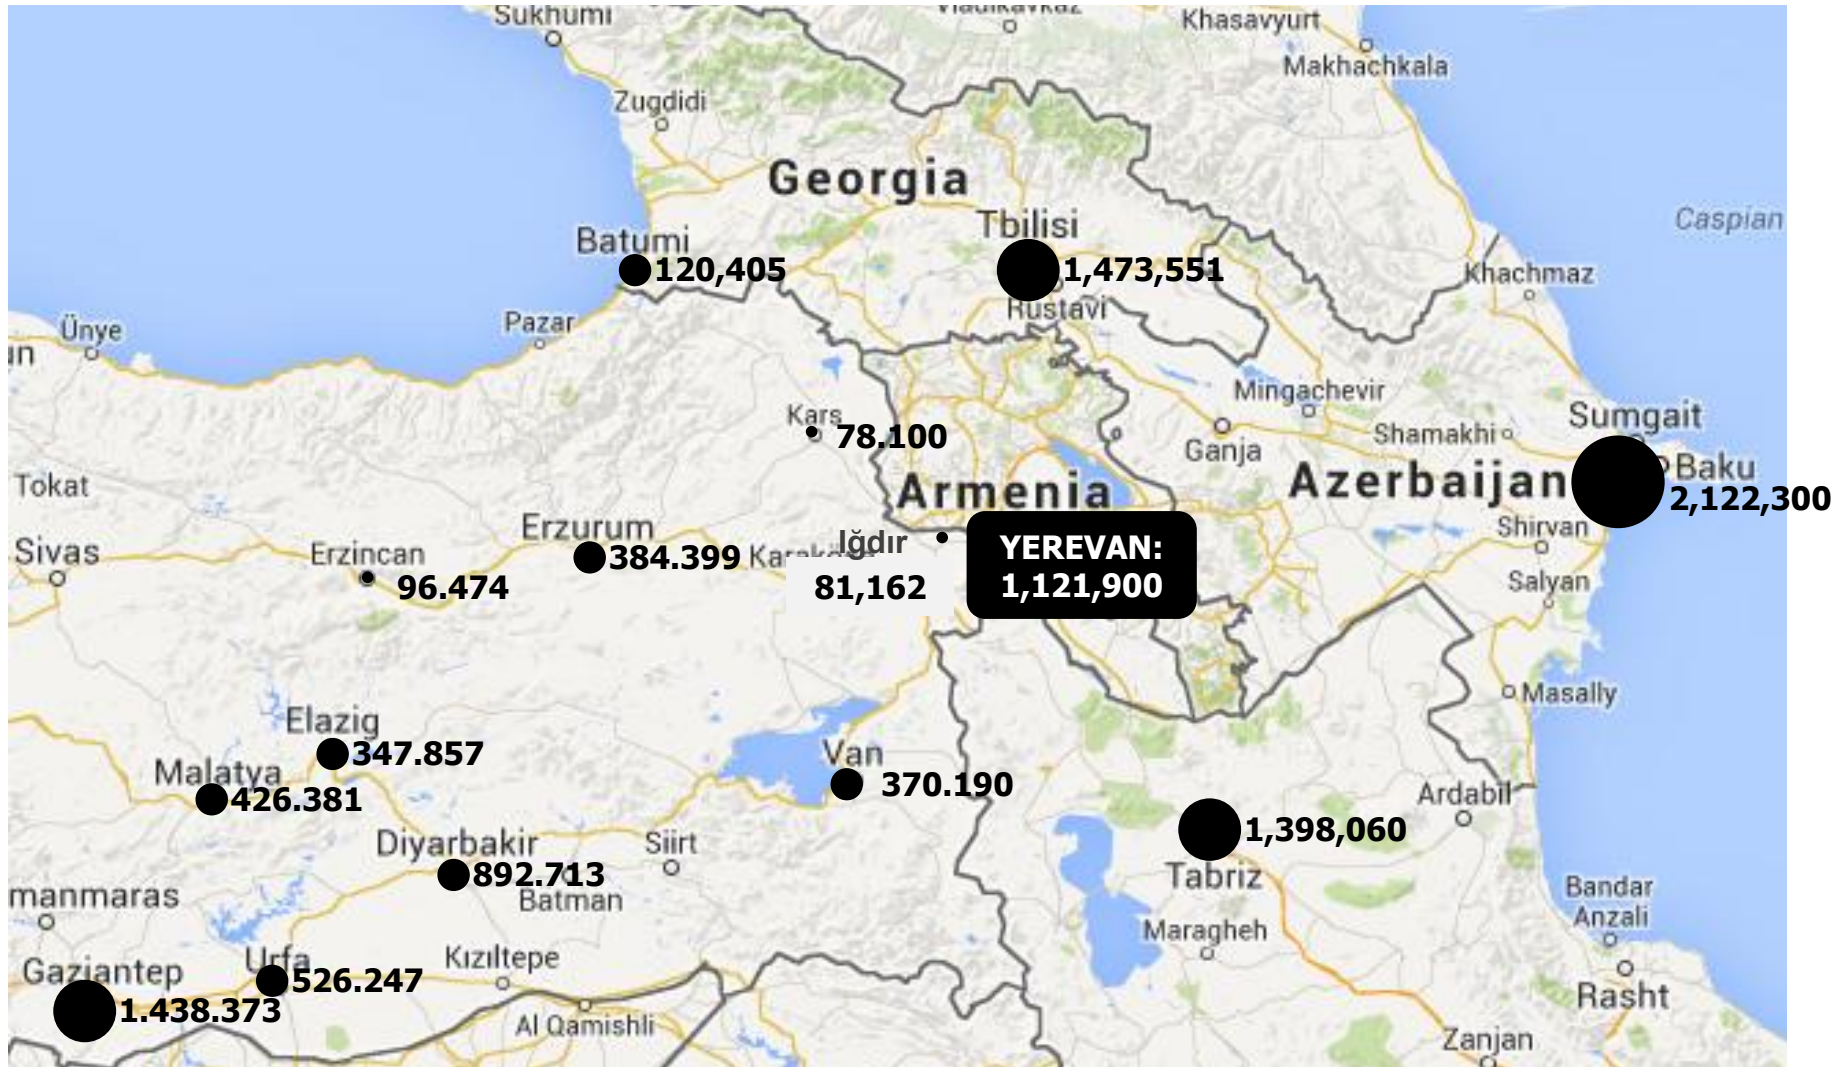 Sukhumi
Vladikavkaz
Khasavyurt
Makhachkala
Zugdidi
Georgia
Caspian
Tbilisi
Batumi
120,405
1,473,551
Khachmaz
Rustavi
Pazar
Ünye
Mingachevir
Kars
78.100
Sumgait
Shamakhi
Ganja
Baku
Azerbaijan
2,122,300
Armenia
Tokat
Erzurum
384.399
Shirvan
Iğdır
81,162
YEREVAN:
1,121,900
Sivas
Erzincan
96.474
Salyan
Masally
Elazig
347.857
Van
370.190
Malatya
426.381
Ardabil
1,398,060
Tabriz
Diyarbakir
892.713
Siirt
Batman
manmaras
Bandar
Anzali
Maragheh
Kızıltepe
Urfa
526.247
Gaziantep
1.438.373
Rasht
Al Qamishli
Zanjan